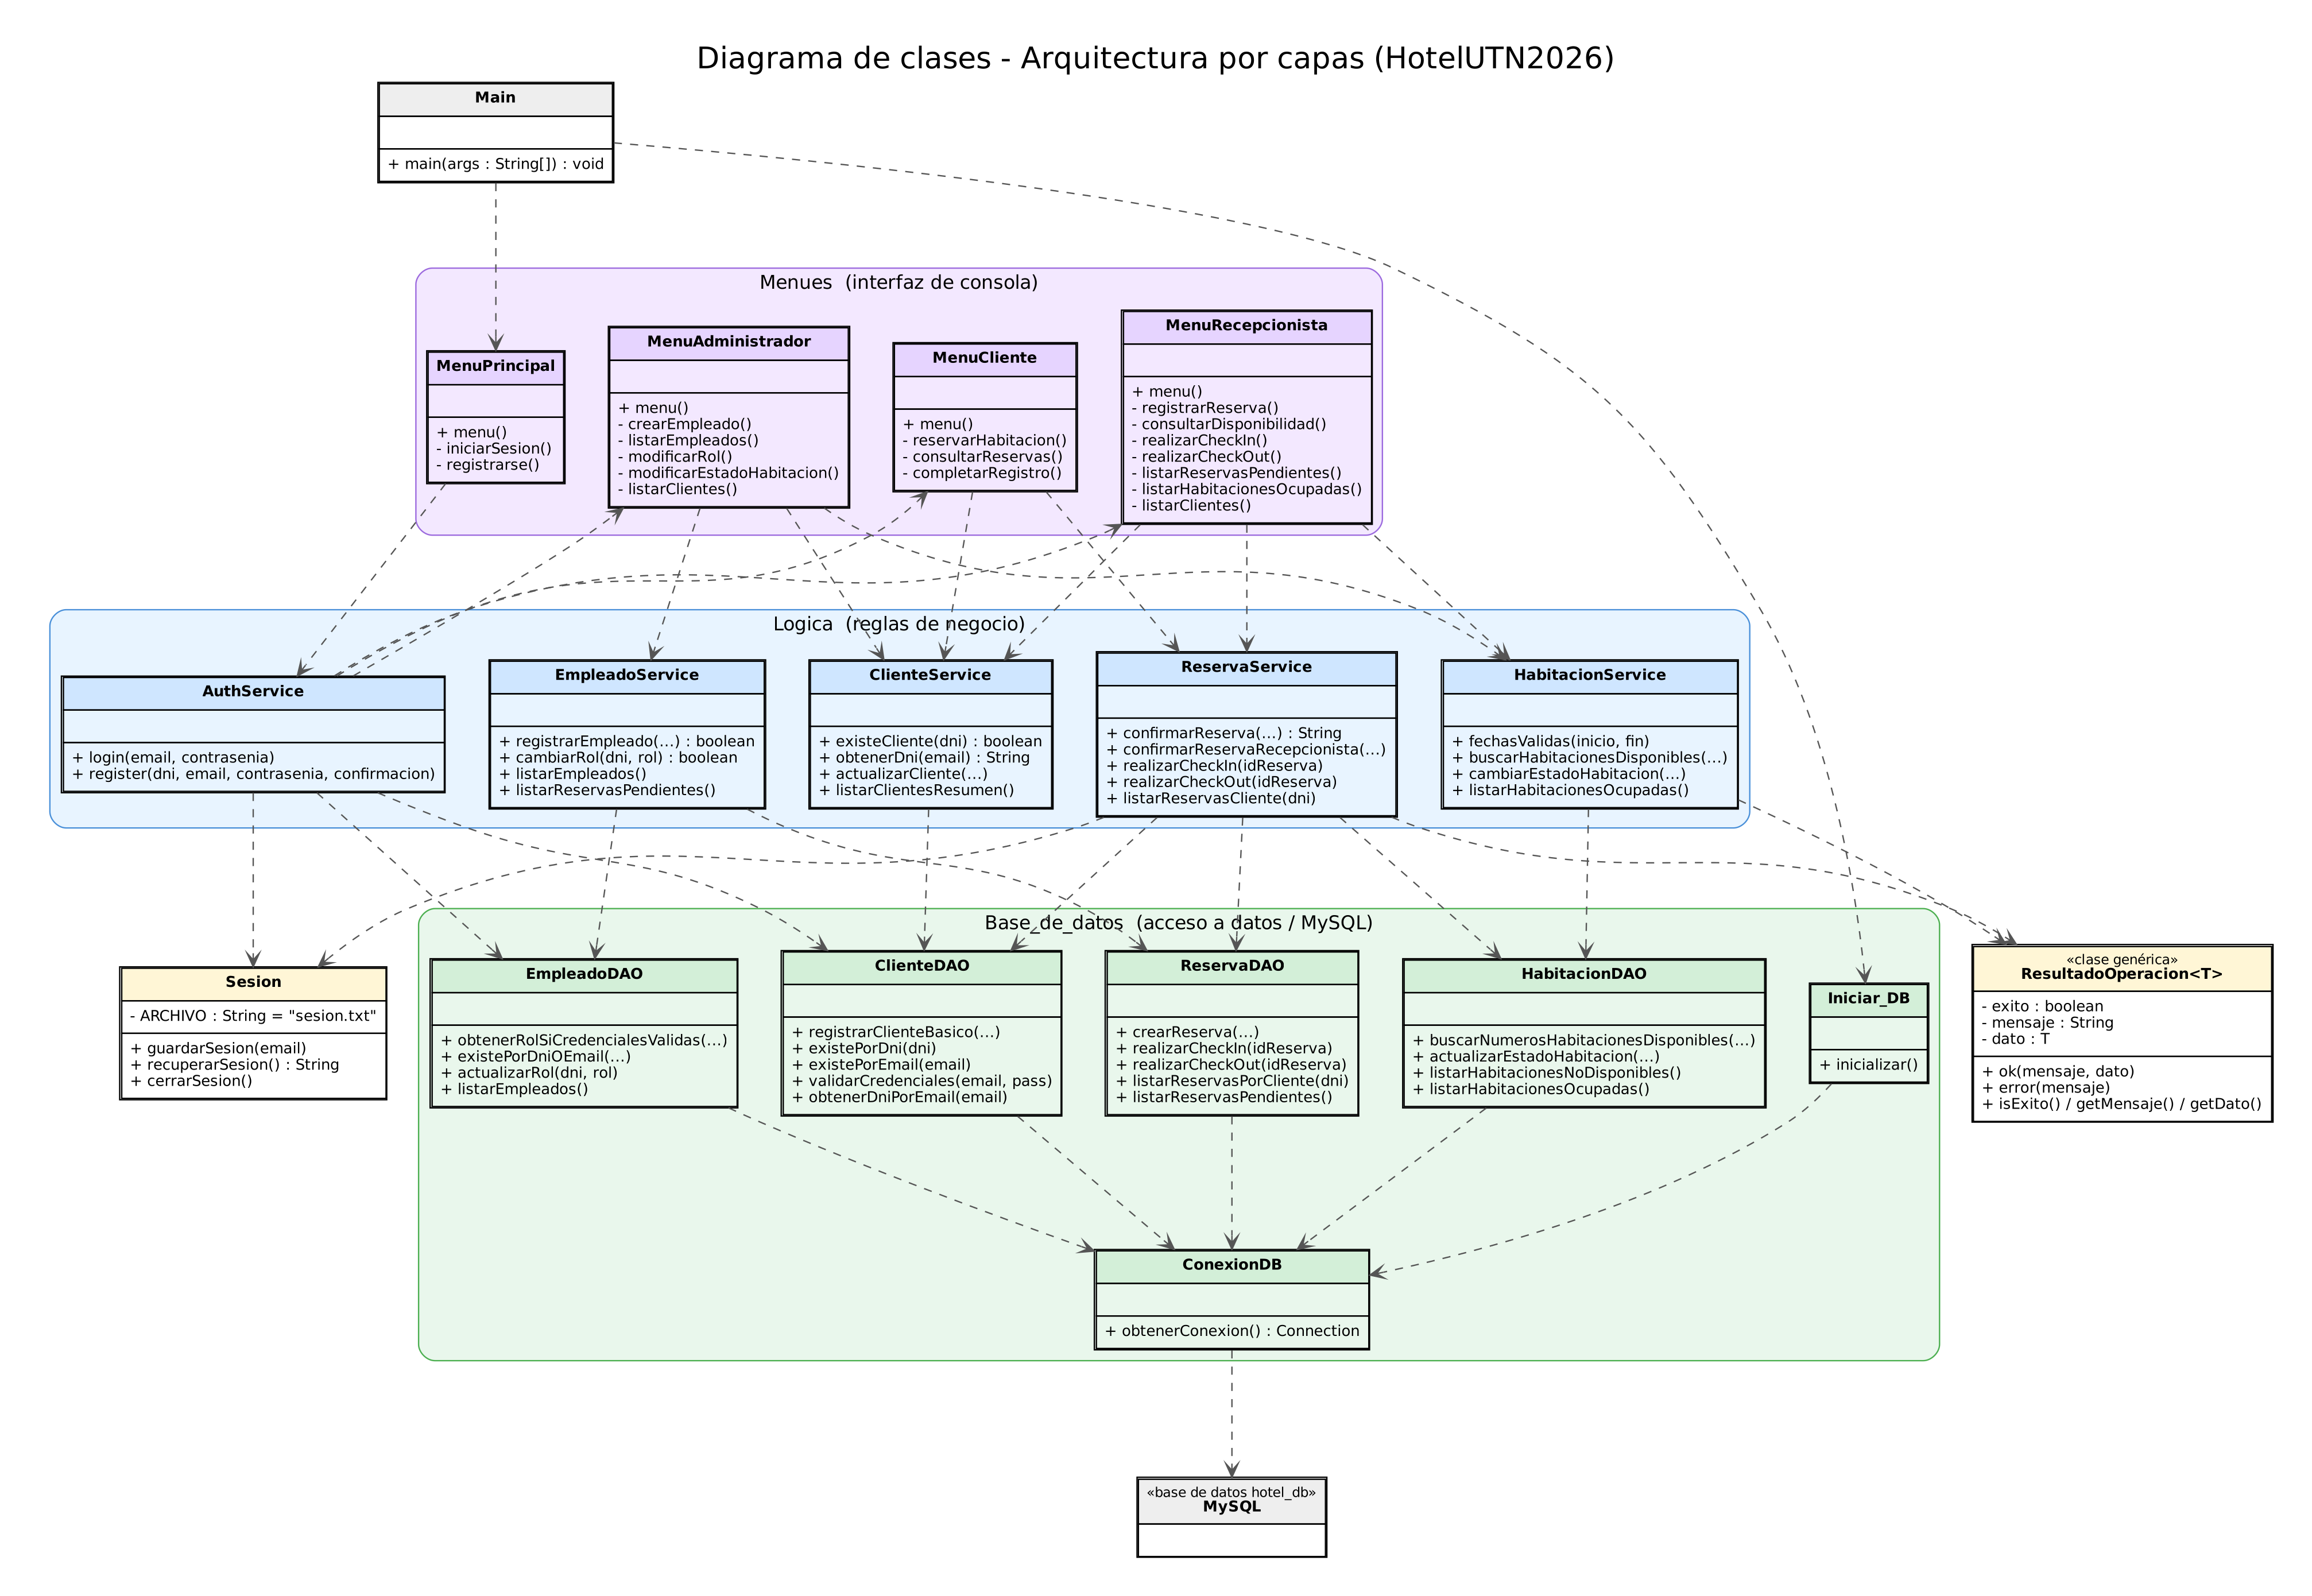 Diagrama de clases - Arquitectura por capas (HotelUTN2026)
Main
+ main(args : String[]) : void
Menues  (interfaz de consola)
MenuPrincipal
+ menu()
- iniciarSesion()
- registrarse()
MenuAdministrador
+ menu()
- crearEmpleado()
- listarEmpleados()
- modificarRol()
- modificarEstadoHabitacion()
- listarClientes()
MenuCliente
+ menu()
- reservarHabitacion()
- consultarReservas()
- completarRegistro()
MenuRecepcionista
+ menu()
- registrarReserva()
- consultarDisponibilidad()
- realizarCheckIn()
- realizarCheckOut()
- listarReservasPendientes()
- listarHabitacionesOcupadas()
- listarClientes()
Logica  (reglas de negocio)
AuthService
+ login(email, contrasenia)
+ register(dni, email, contrasenia, confirmacion)
EmpleadoService
+ registrarEmpleado(...) : boolean
+ cambiarRol(dni, rol) : boolean
+ listarEmpleados()
+ listarReservasPendientes()
ClienteService
+ existeCliente(dni) : boolean
+ obtenerDni(email) : String
+ actualizarCliente(...)
+ listarClientesResumen()
ReservaService
+ confirmarReserva(...) : String
+ confirmarReservaRecepcionista(...)
+ realizarCheckIn(idReserva)
+ realizarCheckOut(idReserva)
+ listarReservasCliente(dni)
HabitacionService
+ fechasValidas(inicio, fin)
+ buscarHabitacionesDisponibles(...)
+ cambiarEstadoHabitacion(...)
+ listarHabitacionesOcupadas()
Sesion
- ARCHIVO : String = "sesion.txt"
+ guardarSesion(email)
+ recuperarSesion() : String
+ cerrarSesion()
Base_de_datos  (acceso a datos / MySQL)
EmpleadoDAO
+ obtenerRolSiCredencialesValidas(...)
+ existePorDniOEmail(...)
+ actualizarRol(dni, rol)
+ listarEmpleados()
ClienteDAO
+ registrarClienteBasico(...)
+ existePorDni(dni)
+ existePorEmail(email)
+ validarCredenciales(email, pass)
+ obtenerDniPorEmail(email)
ReservaDAO
+ crearReserva(...)
+ realizarCheckIn(idReserva)
+ realizarCheckOut(idReserva)
+ listarReservasPorCliente(dni)
+ listarReservasPendientes()
HabitacionDAO
+ buscarNumerosHabitacionesDisponibles(...)
+ actualizarEstadoHabitacion(...)
+ listarHabitacionesNoDisponibles()
+ listarHabitacionesOcupadas()
Iniciar_DB
+ inicializar()
«clase genérica»
ResultadoOperacion<T>
- exito : boolean
- mensaje : String
- dato : T
+ ok(mensaje, dato)
+ error(mensaje)
+ isExito() / getMensaje() / getDato()
ConexionDB
+ obtenerConexion() : Connection
«base de datos hotel_db»
MySQL